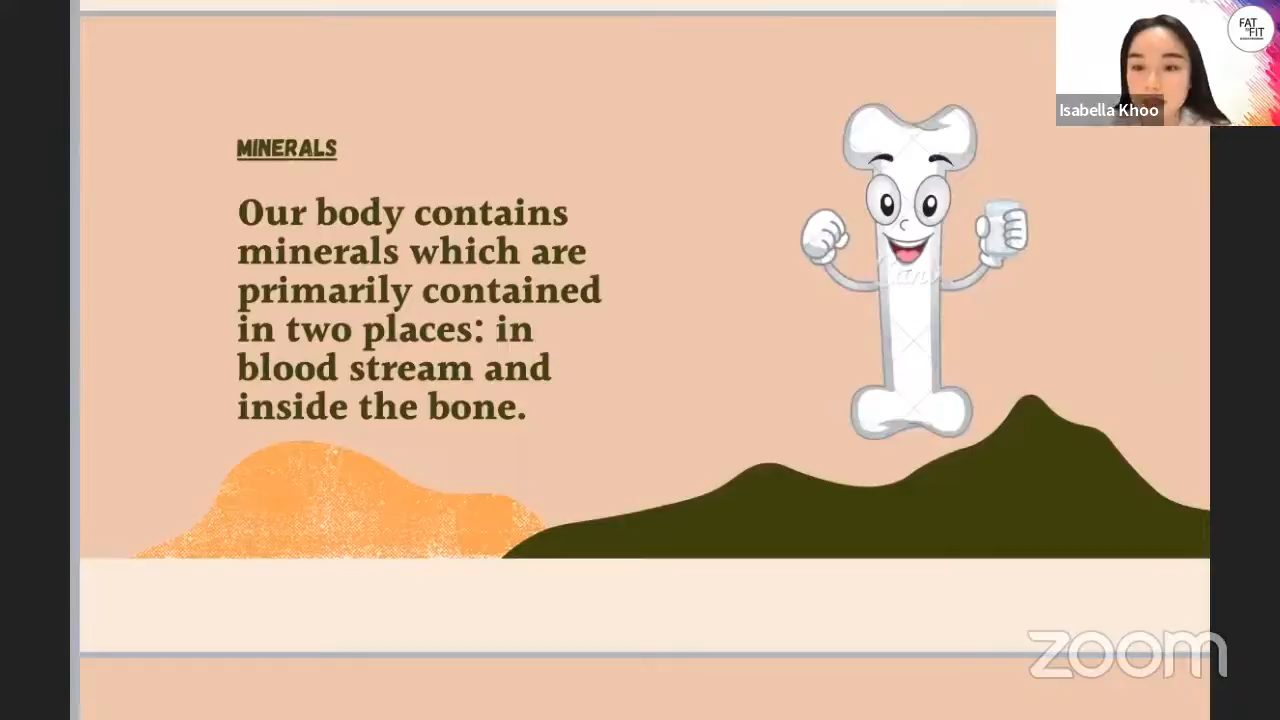 MINERALS
Our body contains
minerals which are
primarily contained
in two places: in
blood stream and
inside the bone.
Canva
FAT
FIT
Isabella Khoo
zoom